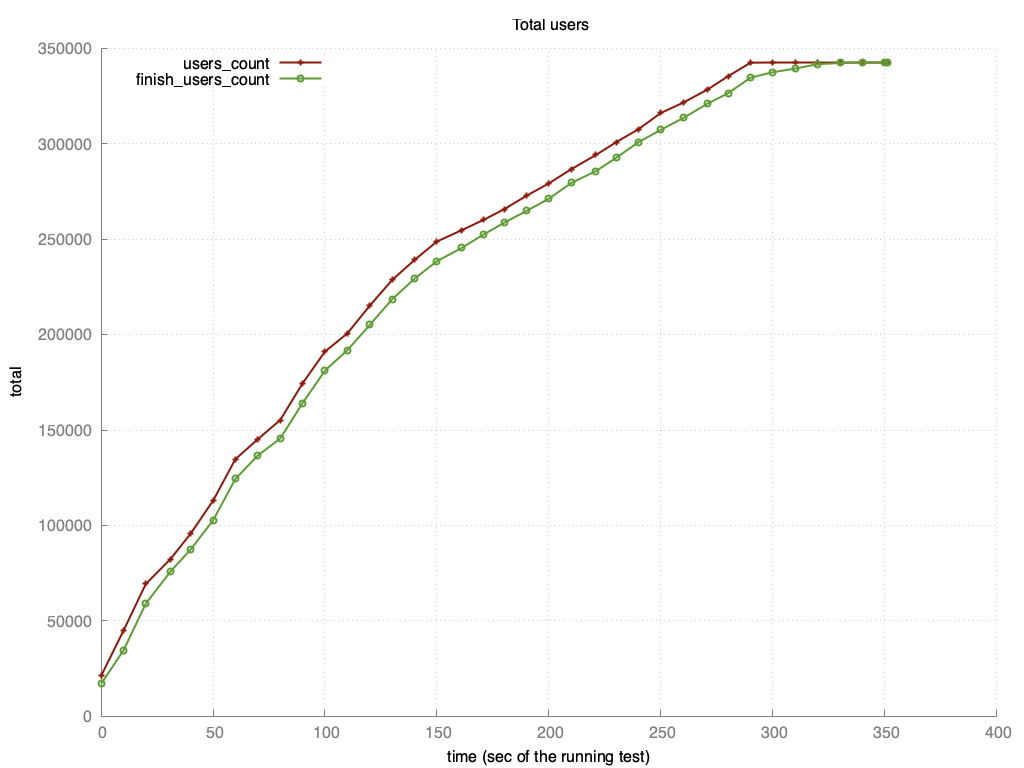 Total users
350000
users_count
finish_users_count
300000
250000
200000
total
150000
100000
50000
0
0 50 100 150 200 250 300 350 400
time (sec of the running test)